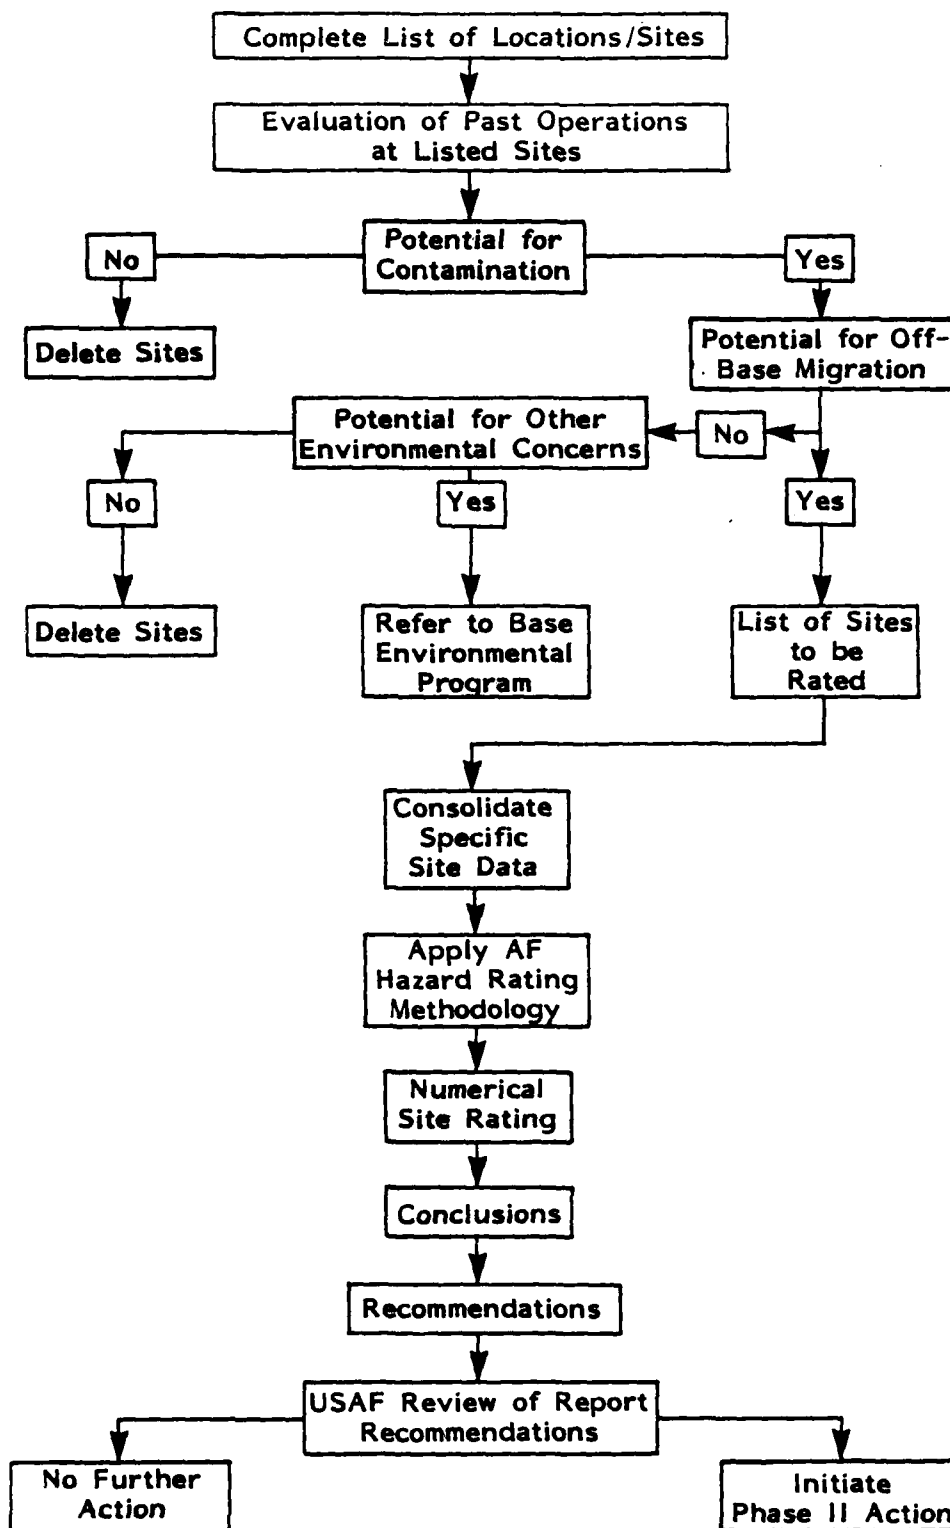 Complete List of Locations/Sites
Evaluation of Past Operations
at Listed Sites
Potential for
Contamination
No
Yes
Delete Sites
Potential for Off-
Base Migration
Potential for Other
Environmental Concerns
No
No
Yes
Yes
Delete Sites
Refer to Base
Environmental
Program
List of Sites
to be
Rated
Consolidate
Specific
Site Data
Apply AF
Hazard Rating
Methodology
Numerical
Site Rating
Conclusions
Recommendations
USAF Review of Report
Recommendations
No Further
Action
Initiate
Phase II Action